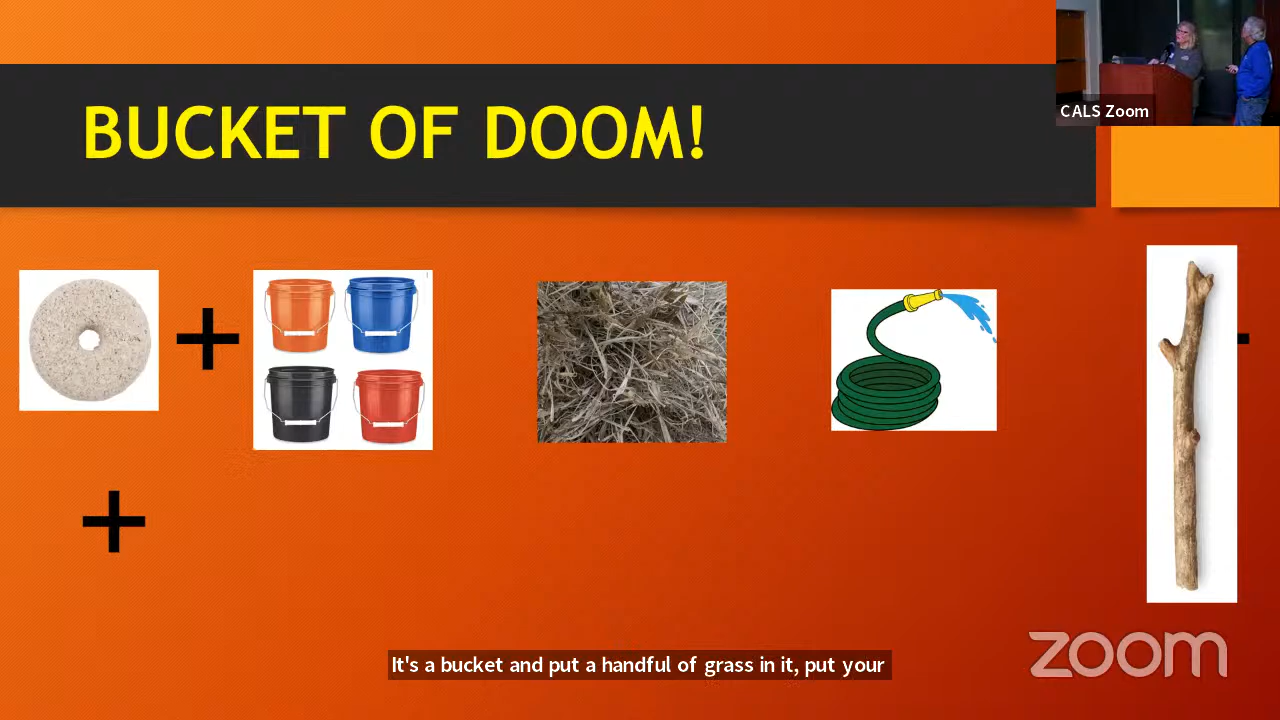 BUCKET OF DOOM!
CALS Zoom
It's a bucket and put a handful of grass in it, put your
zoom